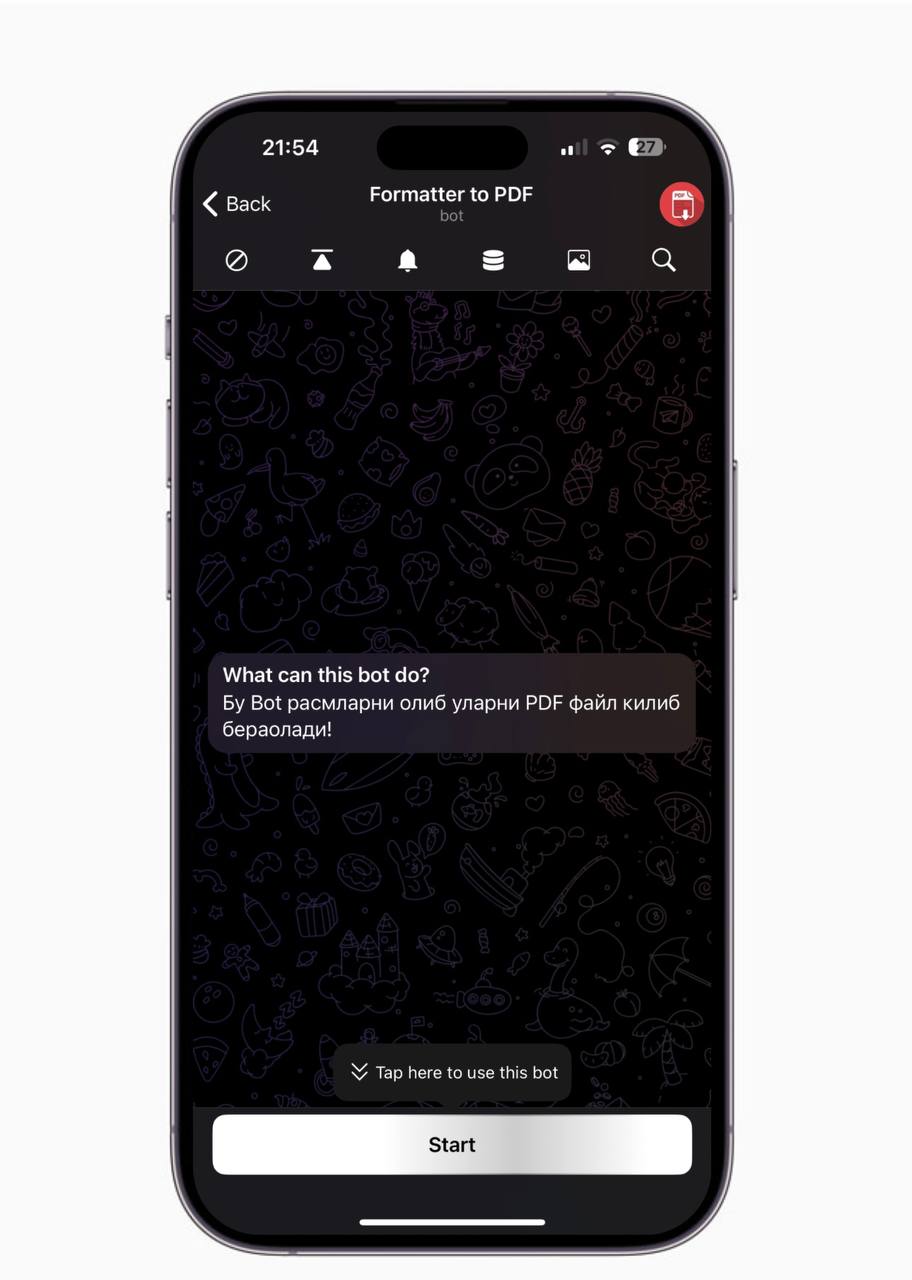 21:54
27
Back
Formatter to PDF
bot
PDF
What can this bot do?
Бу Bot расмларни олиб уларни PDF файл килиб
бераолади!
8
Tap here to use this bot
Start